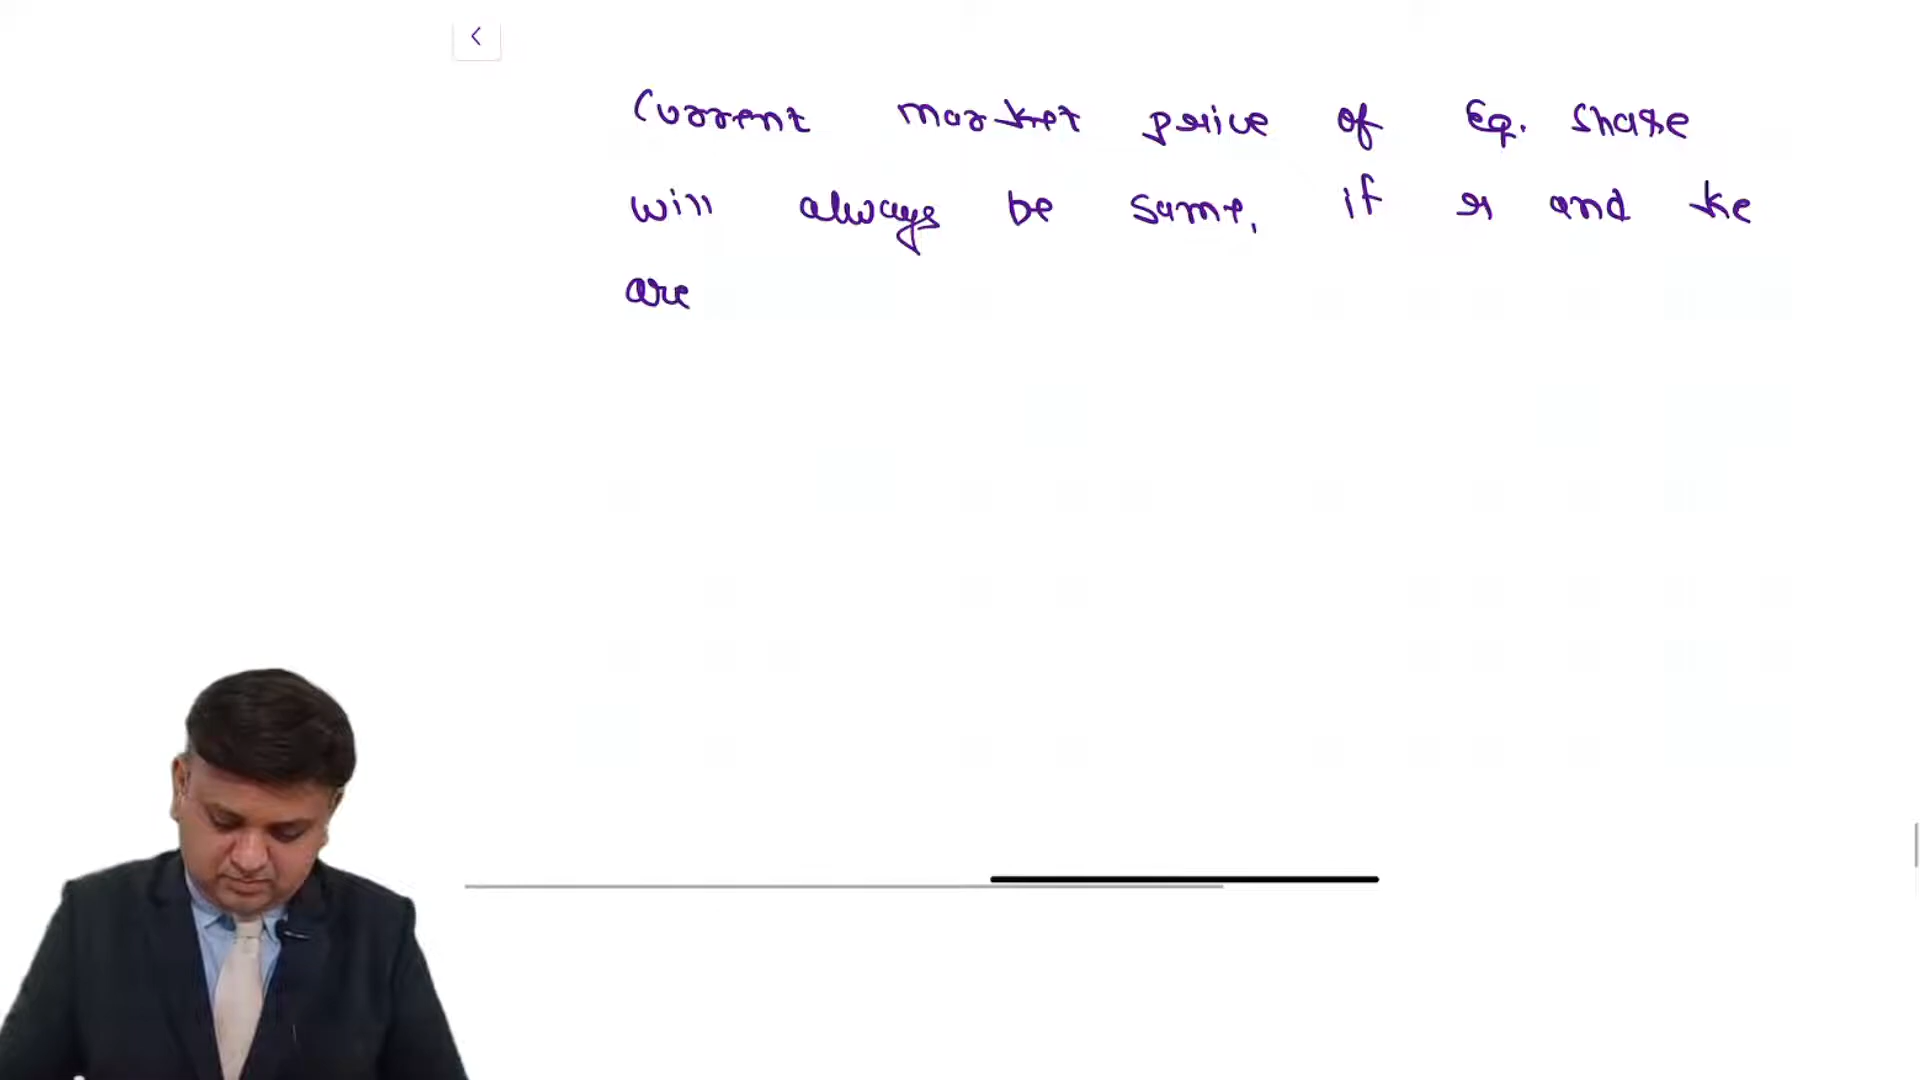 Current market price of Eq. share
will always be same, if r and ke
are